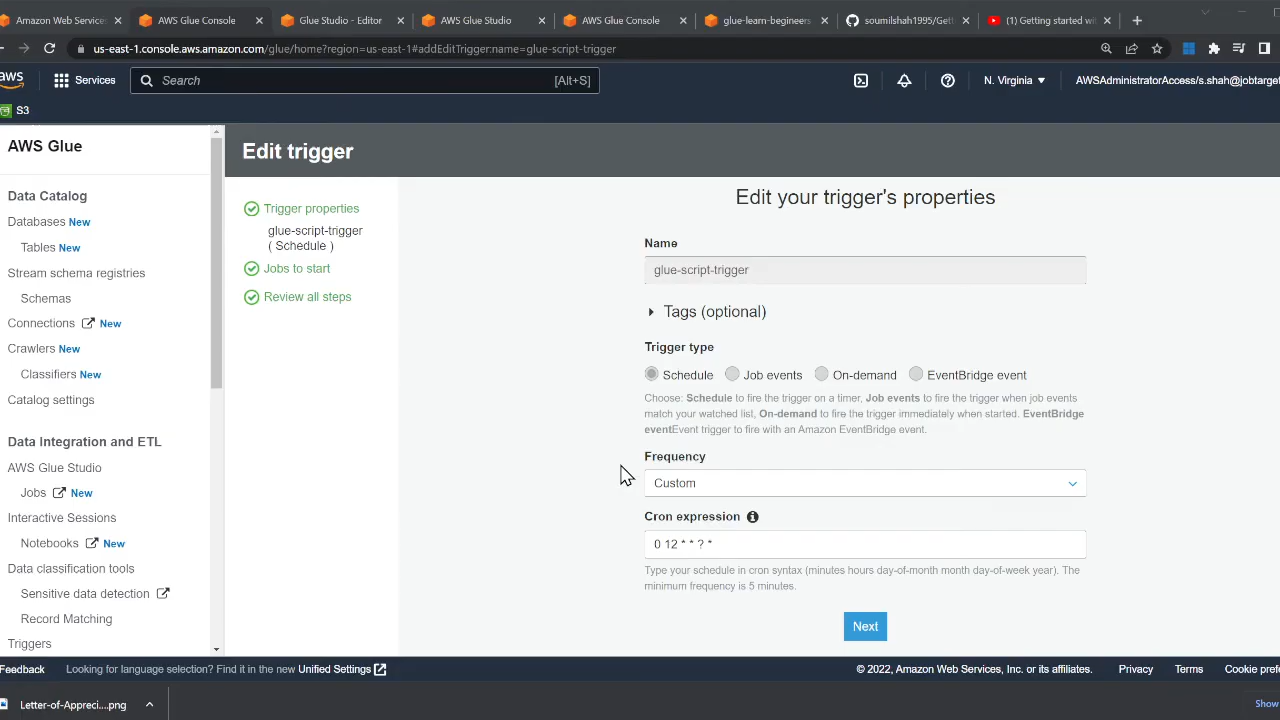 Amazon Web Service
AWS Glue Console
Glue Studio - Editor
AWS Glue Studio
AWS Glue Console
glue-learn-begineers
soumilshah1995/Gett
(1) Getting started wi
us-east-1.console.aws.amazon.com/glue/home?region=us-east-1#addEditTrigger:name=glue-script-trigger
aws
Services
Search
[Alt+S]
N. Virginia
AWSAdministratorAccess/s.shah@jobtarget
S3
AWS Glue
Data Catalog
Databases New
Tables New
Stream schema registries
Schemas
Connections New
Crawlers New
Classifiers New
Catalog settings
Data Integration and ETL
AWS Glue Studio
Jobs New
Interactive Sessions
Notebooks New
Data classification tools
Sensitive data detection
Record Matching
Triggers
Edit trigger
Trigger properties
glue-script-trigger
( Schedule )
Jobs to start
Review all steps
Edit your trigger's properties
Name
glue-script-trigger
Tags (optional)
Trigger type
Schedule Job events On-demand EventBridge event
Choose: Schedule to fire the trigger on a timer, Job events to fire the trigger when job events
match your watched list, On-demand to fire the trigger immediately when started. EventBridge
eventEvent trigger to fire with an Amazon EventBridge event.
Frequency
Custom
Cron expression
0 12 * * ? *
Type your schedule in cron syntax (minutes hours day-of-month month day-of-week year). The
minimum frequency is 5 minutes.
Next
Feedback
Looking for language selection? Find it in the new Unified Settings
© 2022, Amazon Web Services, Inc. or its affiliates.
Privacy
Terms
Cookie prefe
Letter-of-Appreci....png
Show